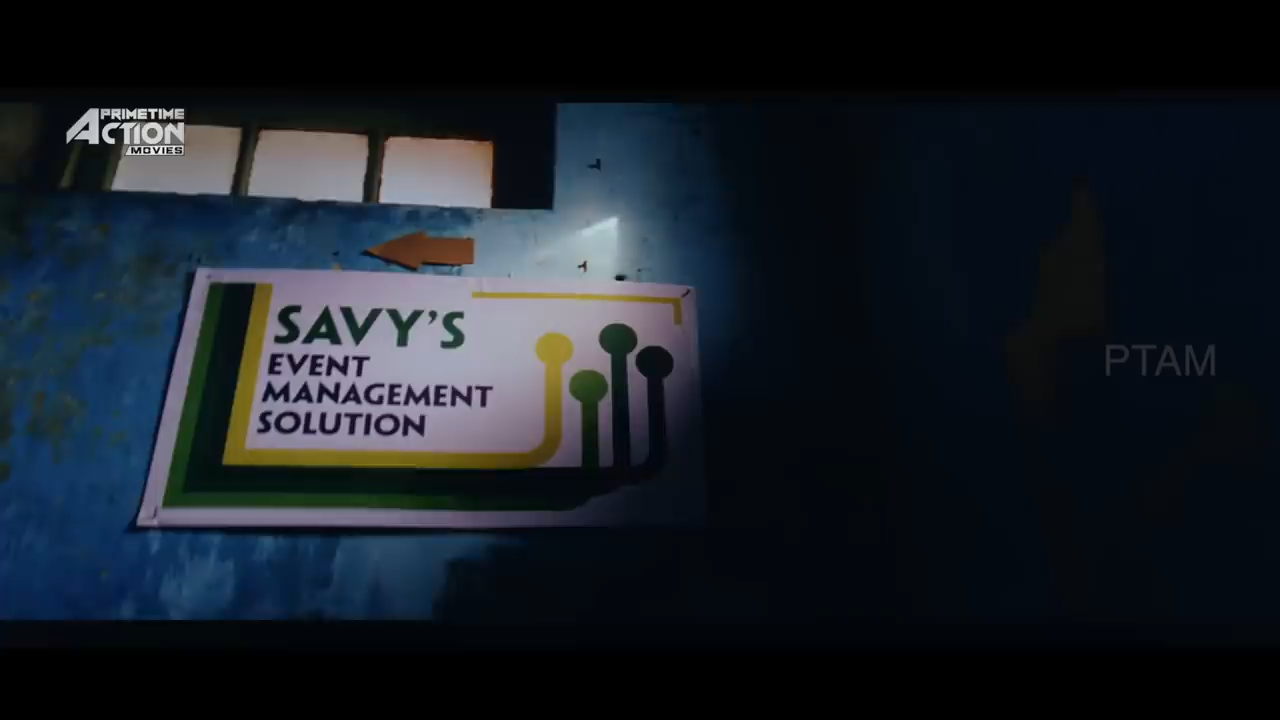 PRIMETIME
ACTION
MOVIES
SAVY'S
EVENT
MANAGEMENT
SOLUTION
PTAM